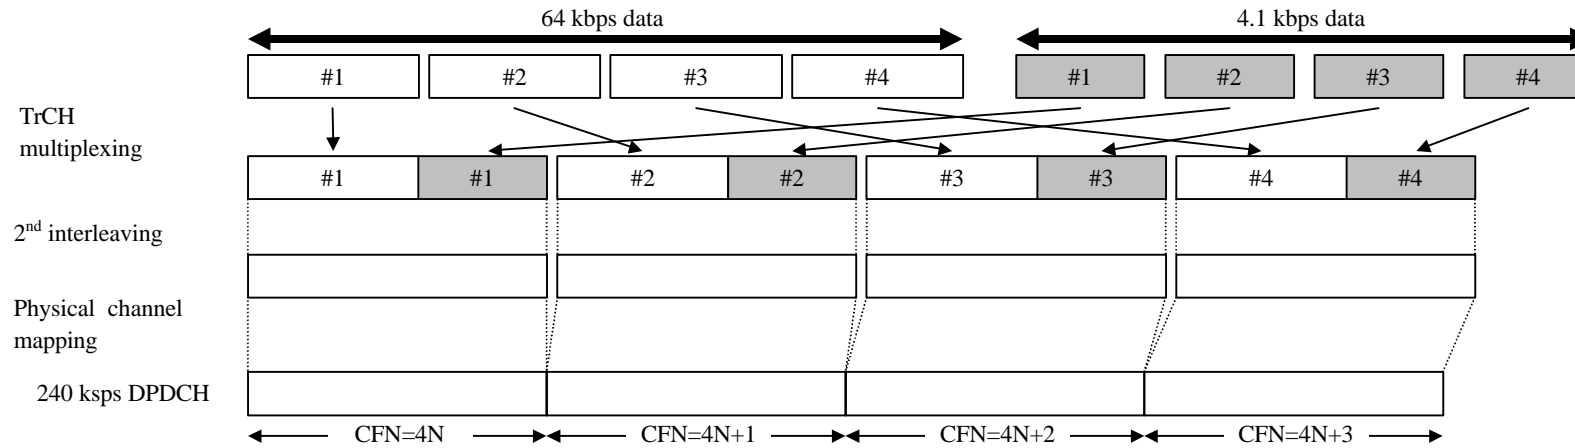 64 kbps data 4.1 kbps data
#1 #2 #3 #4 #1 #2 #3 #4
TrCH
multiplexing
#1 #1 #2 #2 #3 #3 #4 #4
2nd interleaving
Physical channel
mapping
240 ksps DPDCH
CFN=4N CFN=4N+1 CFN=4N+2 CFN=4N+3